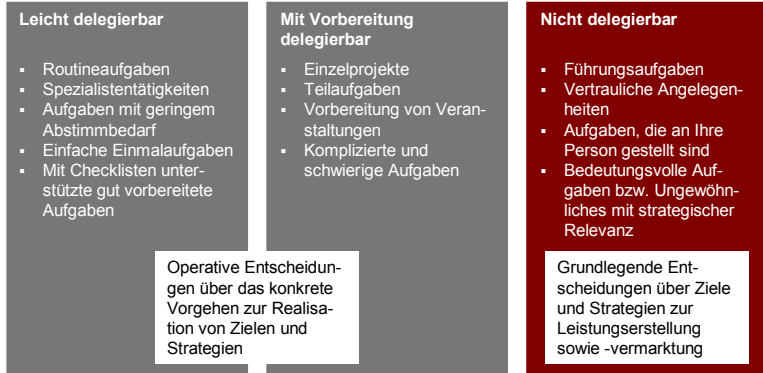 Leicht delegierbar
▪ Routineaufgaben
▪ Spezialistentätigkeiten
▪ Aufgaben mit geringem
Abstimmbedarf
▪ Einfache Einmalaufgaben
▪ Mit Checklisten unter-
stützte gut vorbereitete
Aufgaben
Mit Vorbereitung
delegierbar
▪ Einzelprojekte
▪ Teilaufgaben
▪ Vorbereitung von Veran-
staltungen
▪ Komplizierte und
schwierige Aufgaben
Operative Entscheidun-
gen über das konkrete
Vorgehen zur Realisa-
tion von Zielen und
Strategien
Nicht delegierbar
▪ Führungsaufgaben
▪ Vertrauliche Angelegen-
heiten
▪ Aufgaben, die an Ihre
Person gestellt sind
▪ Bedeutungsvolle Auf-
gaben bzw. Ungewöhn-
liches mit strategischer
Relevanz
Grundlegende Ent-
scheidungen über Ziele
und Strategien zur
Leistungserstellung
sowie -vermarktung